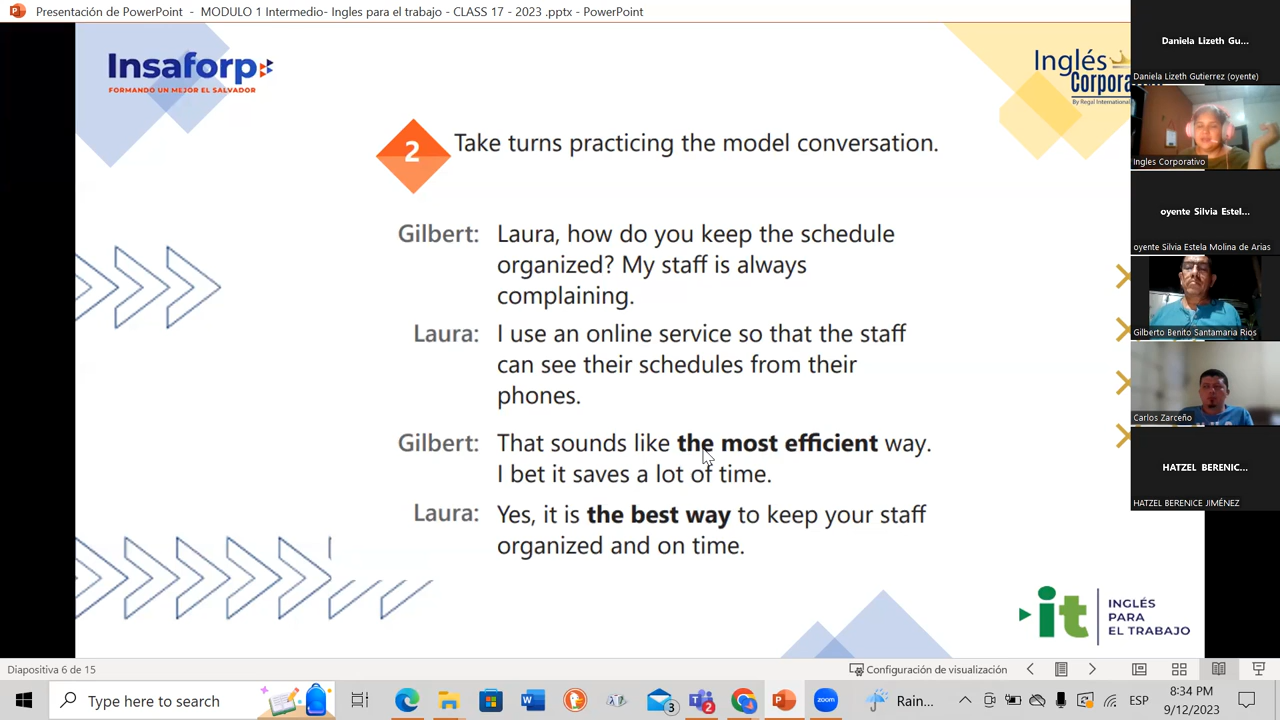 Presentación de PowerPoint - MODULO 1 Intermedio- Ingles para el trabajo - CLASS 17 - 2023 .pptx - PowerPoint
Insaforp
FORMANDO UN MEJOR EL SALVADOR
Inglés
Corpora
By Regal International
2
Take turns practicing the model conversation.
Gilbert: Laura, how do you keep the schedule
organized? My staff is always
complaining.
Laura: I use an online service so that the staff
can see their schedules from their
phones.
Gilbert: That sounds like the most efficient way.
I bet it saves a lot of time.
Laura: Yes, it is the best way to keep your staff
organized and on time.
it
INGLÉS
PARA
EL TRABAJO
Daniela Lizeth Gu...
Daniela Lizeth Gutierrez (oyente)
Ingles Corporativo
oyente Silvia Estel...
oyente Silvia Estela Molina de Arias
Gilberto Benito Santamaria Rios
Carlos Zarceño
HATZEL BERENIC...
HATZEL BERENICE JIMÉNEZ
Diapositiva 6 de 15
Configuración de visualización
Type here to search
3
2
Rain...
ESP
8:34 PM
9/12/2023